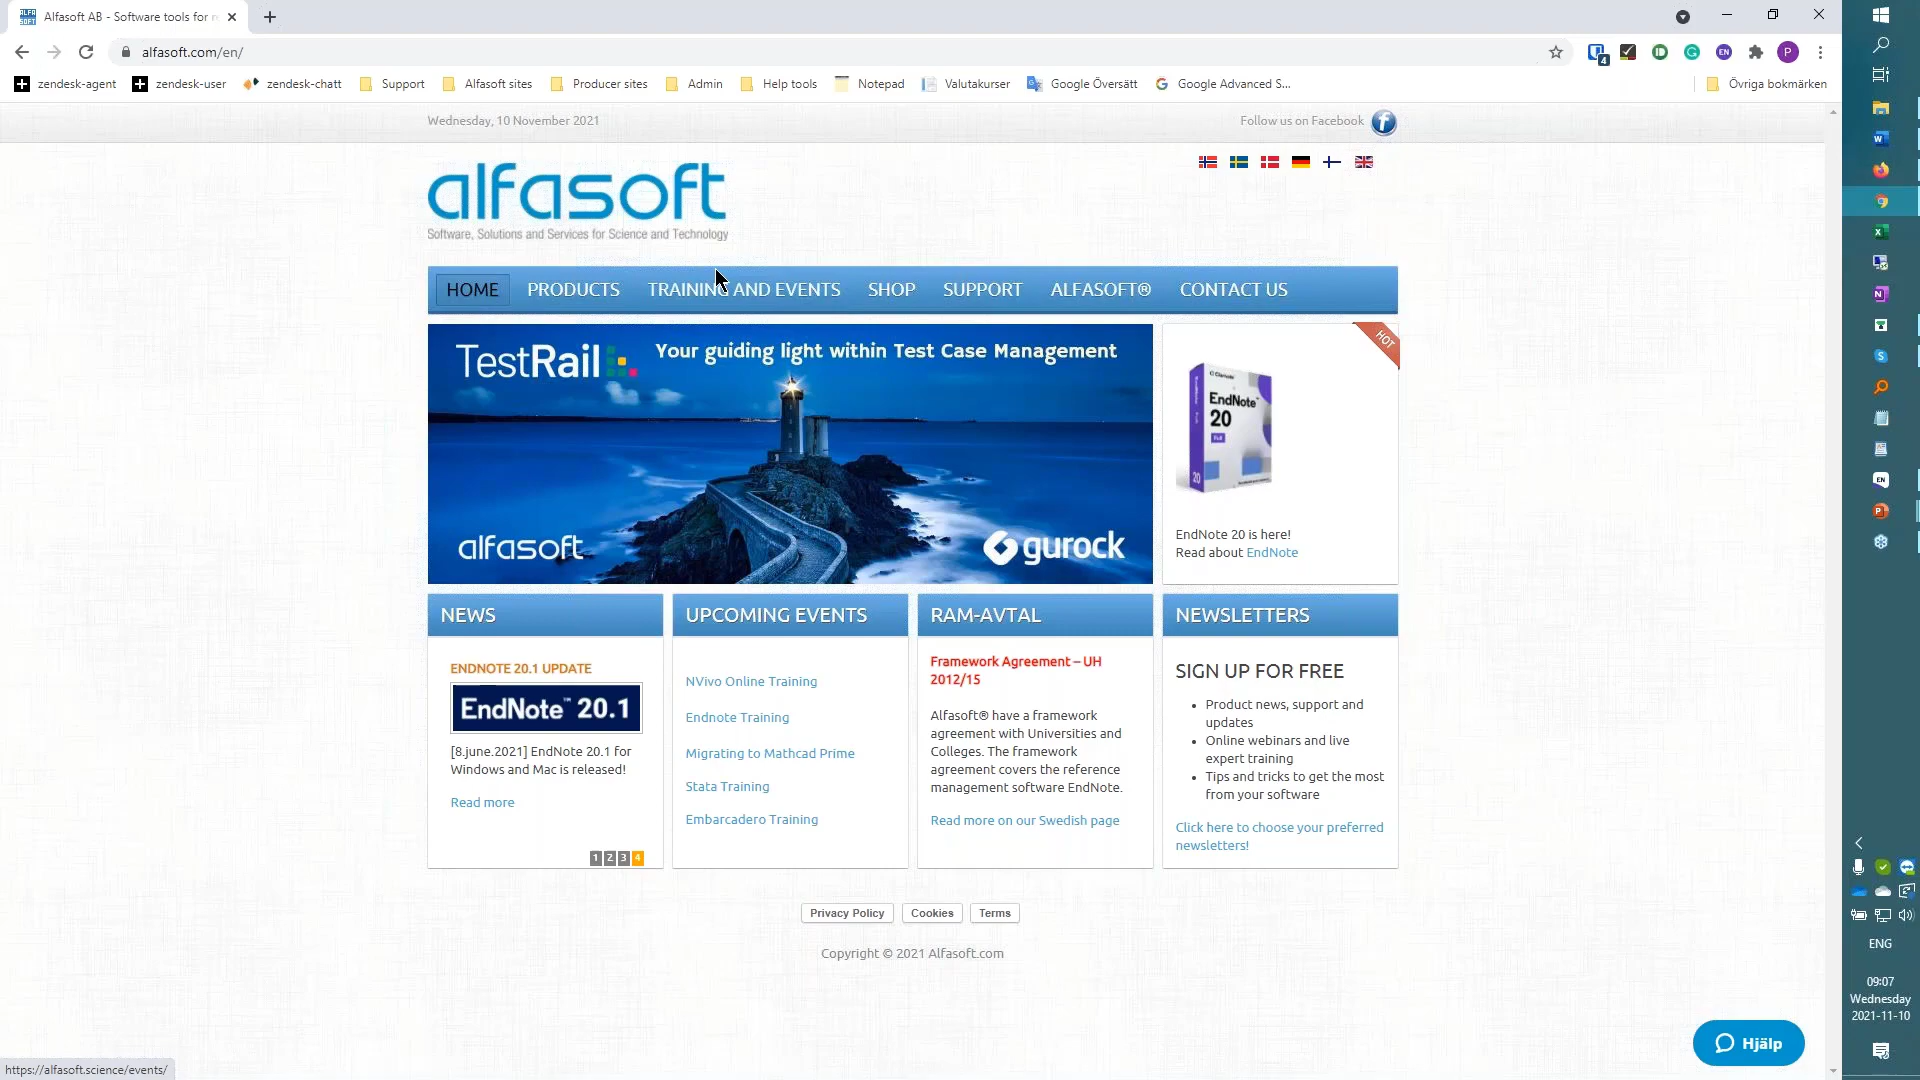 Alfasoft AB - Software tools for r
alfasoft.com/en/
4
EN
P
zendesk-agent
zendesk-user
zendesk-chatt
Support
Alfasoft sites
Producer sites
Admin
Help tools
Notepad
Valutakurser
Google Översätt
Google Advanced S...
Övriga bokmärken
Wednesday, 10 November 2021
Follow us on Facebook
alfasoft
Software, Solutions and Services for Science and Technology
HOME
PRODUCTS
TRAINING AND EVENTS
SHOP
SUPPORT
ALFASOFT®
CONTACT US
TestRail
Your guiding light within Test Case Management
alfasoft
gurock
HOT
Clarivate
EndNote™
20
Full
20
EndNote 20 is here!
Read about EndNote
NEWS
ENDNOTE 20.1 UPDATE
EndNote™ 20.1
[8.june.2021] EndNote 20.1 for
Windows and Mac is released!
Read more
1 2 3 4
UPCOMING EVENTS
NVivo Online Training
Endnote Training
Migrating to Mathcad Prime
Stata Training
Embarcadero Training
RAM-AVTAL
Framework Agreement – UH
2012/15
Alfasoft® have a framework
agreement with Universities and
Colleges. The framework
agreement covers the reference
management software EndNote.
Read more on our Swedish page
NEWSLETTERS
SIGN UP FOR FREE
• Product news, support and
updates
• Online webinars and live
expert training
• Tips and tricks to get the most
from your software
Click here to choose your preferred
newsletters!
Privacy Policy
Cookies
Terms
Copyright © 2021 Alfasoft.com
Hjälp
https://alfasoft.science/events/
EN
ENG
09:07
Wednesday
2021-11-10